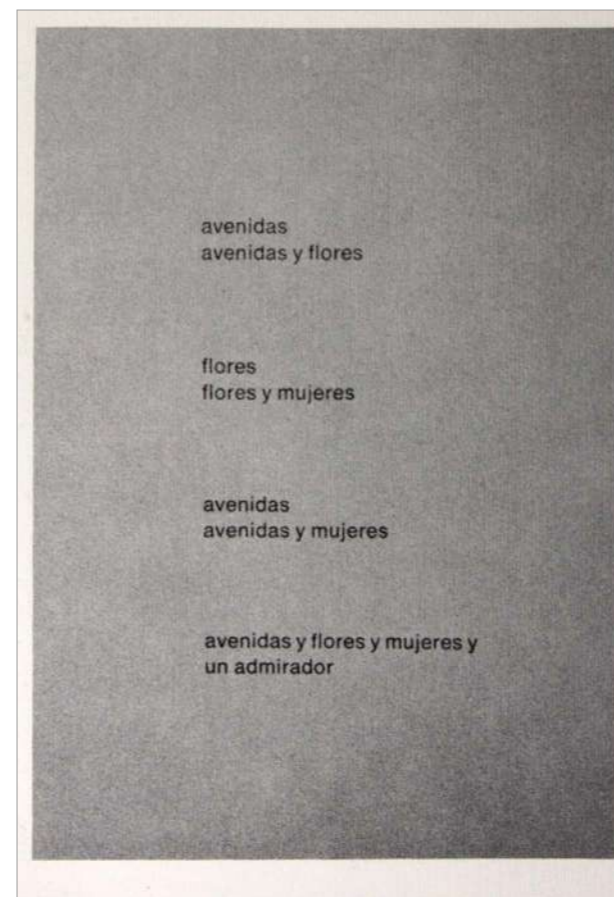 avenidas
avenidas y flores
flores
flores y mujeres
avenidas
avenidas y mujeres
avenidas y flores y mujeres y
un admirador